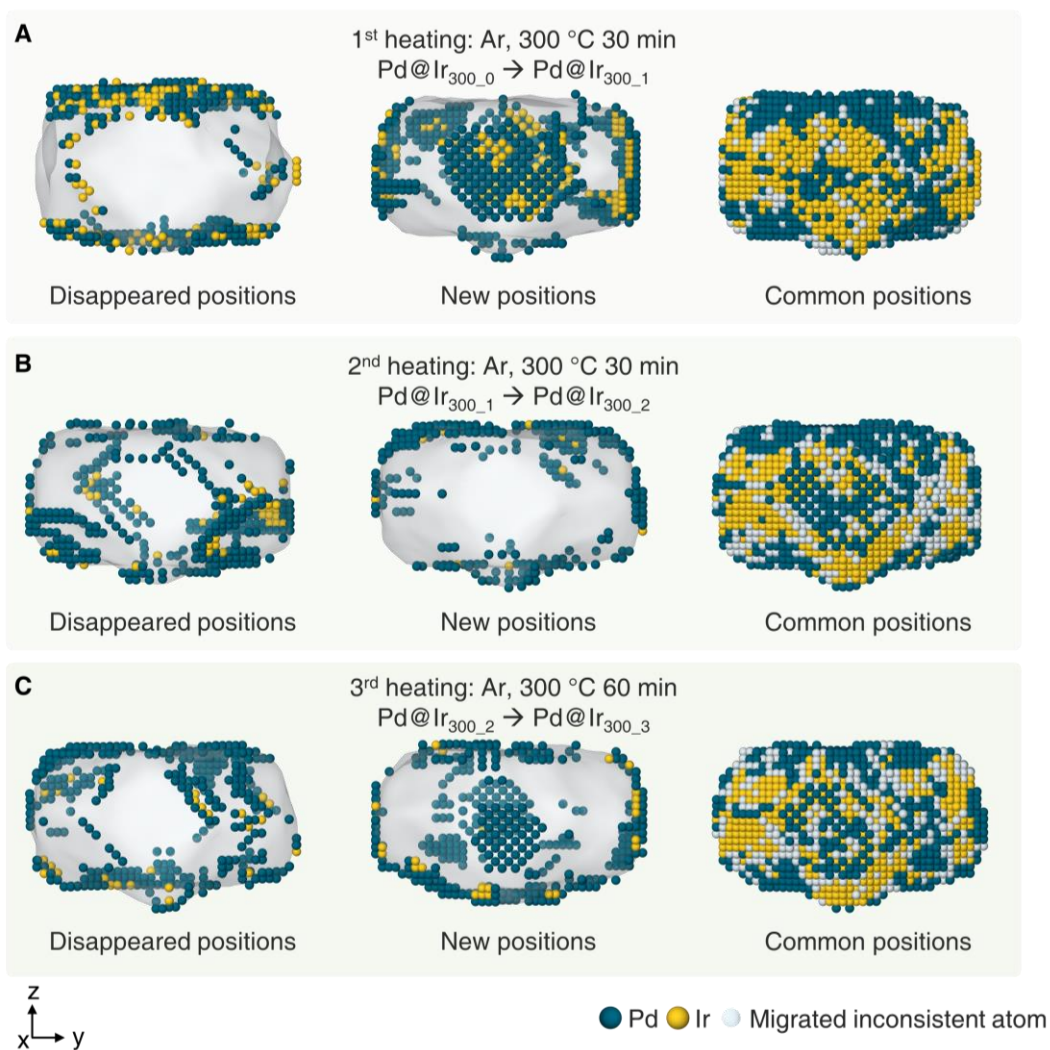 A
1st heating: Ar, 300 °C 30 min
Pd@Ir300_0 → Pd@Ir300_1
Disappeared positions
New positions
Common positions
B
2nd heating: Ar, 300 °C 30 min
Pd@Ir300_1 → Pd@Ir300_2
Disappeared positions
New positions
Common positions
C
3rd heating: Ar, 300 °C 60 min
Pd@Ir300_2 → Pd@Ir300_3
Disappeared positions
New positions
Common positions
z
x y
Pd Ir Migrated inconsistent atom